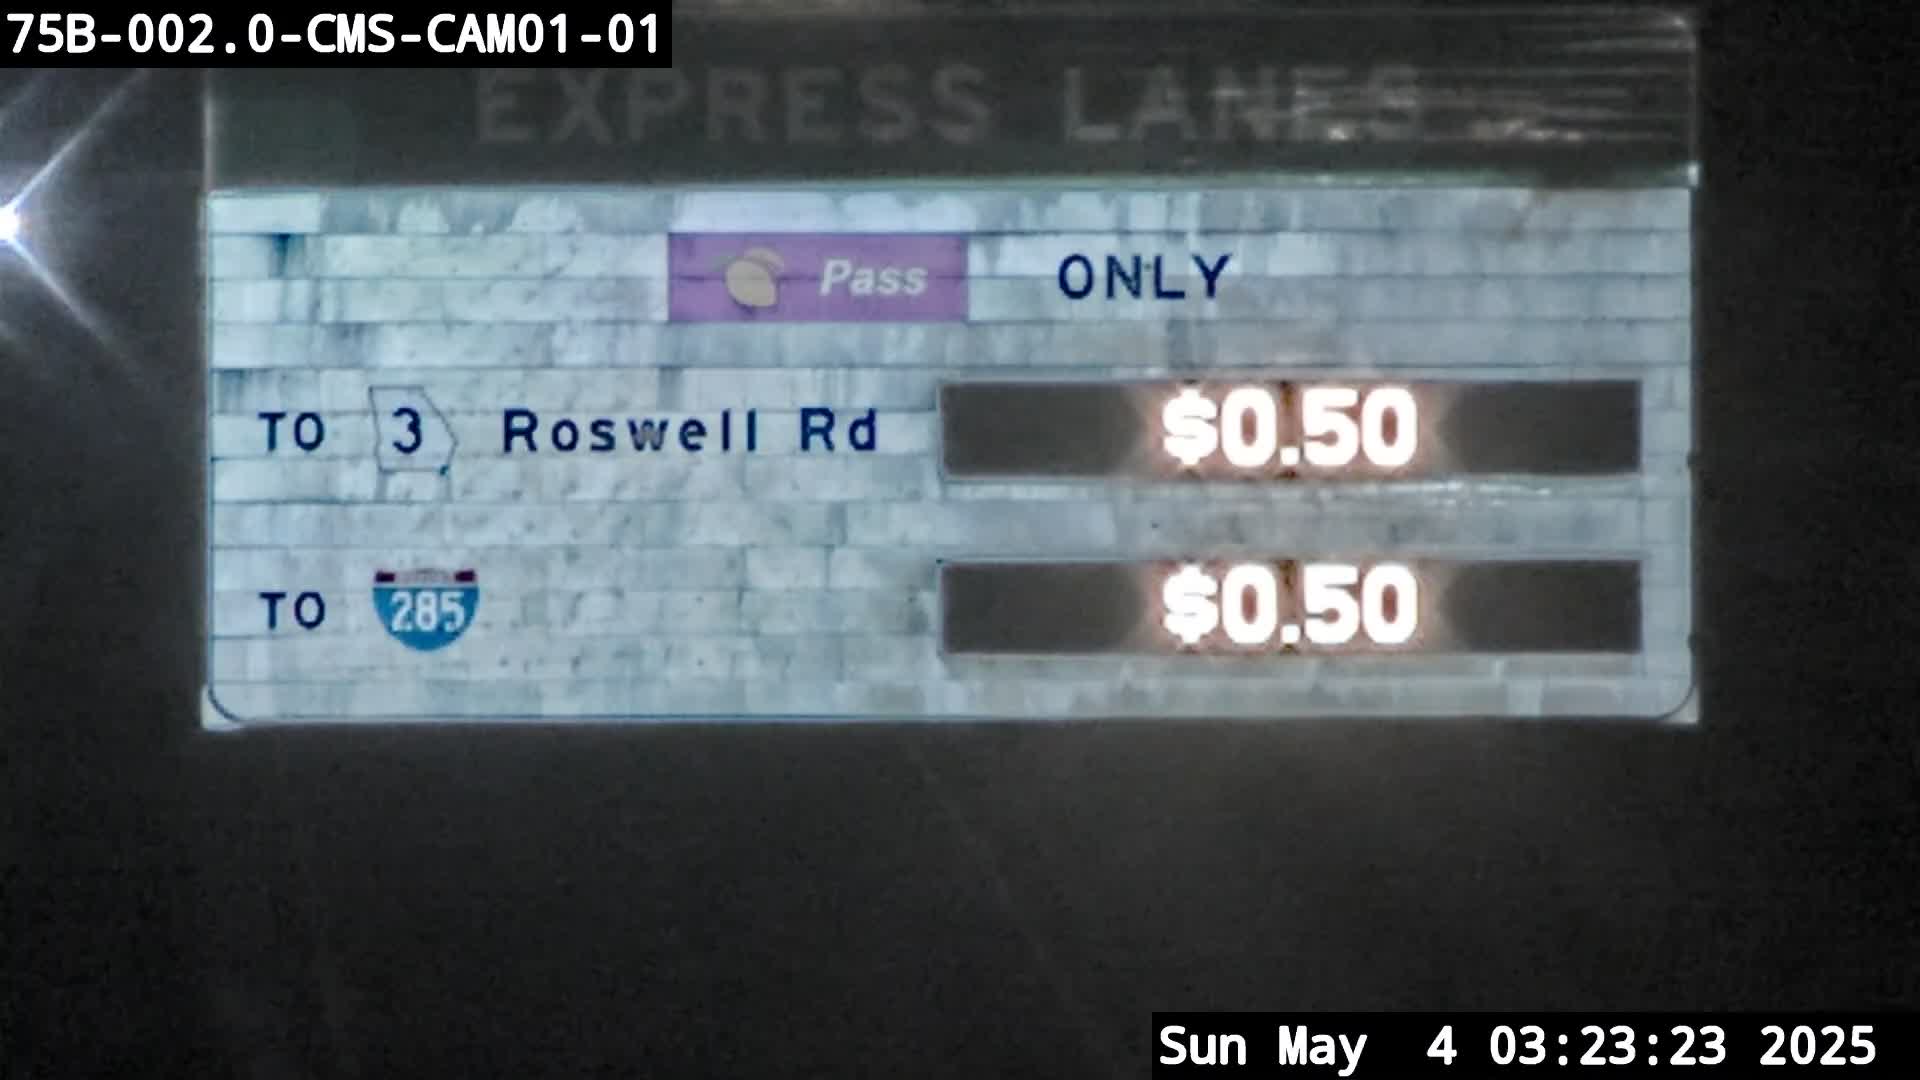 75B-002.0-CMS-CAM01-01
EXPRESS LANES
Pass ONLY
TO 3 Roswell Rd $0.50
TO 285 $0.50
Sun May 4 03:23:23 2025